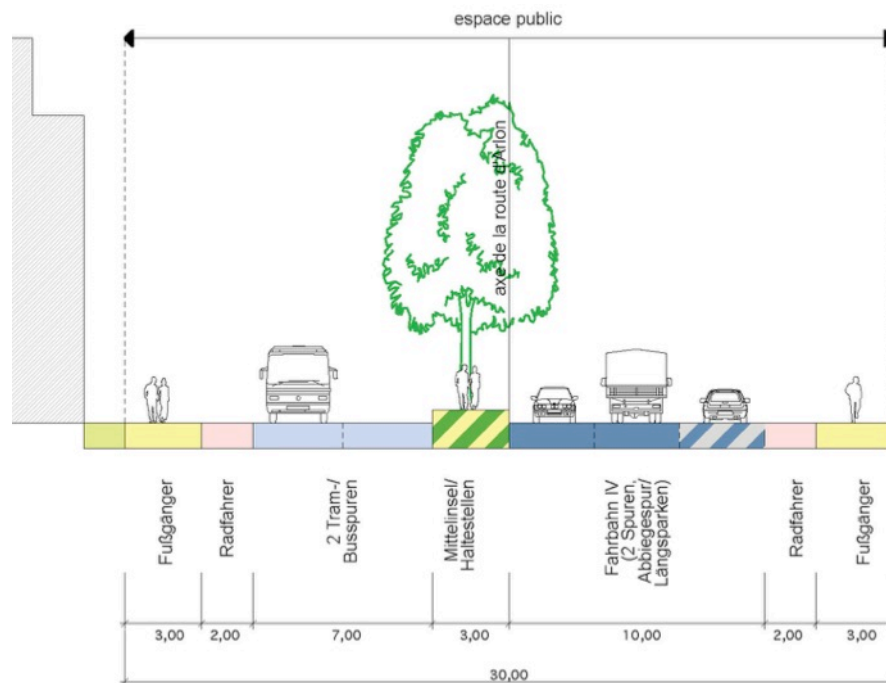 espace public
axe de la route d'Arlon
Fußgänger
Radfahrer
2 Tram-/
Busspuren
Mittelinsel/
Haltestellen
Fahrbahn IV
(2 Spuren,
Abbiegespur/
Längsparken)
Radfahrer
Fußgänger
3,00
2,00
7,00
3,00
10,00
2,00
3,00
30,00